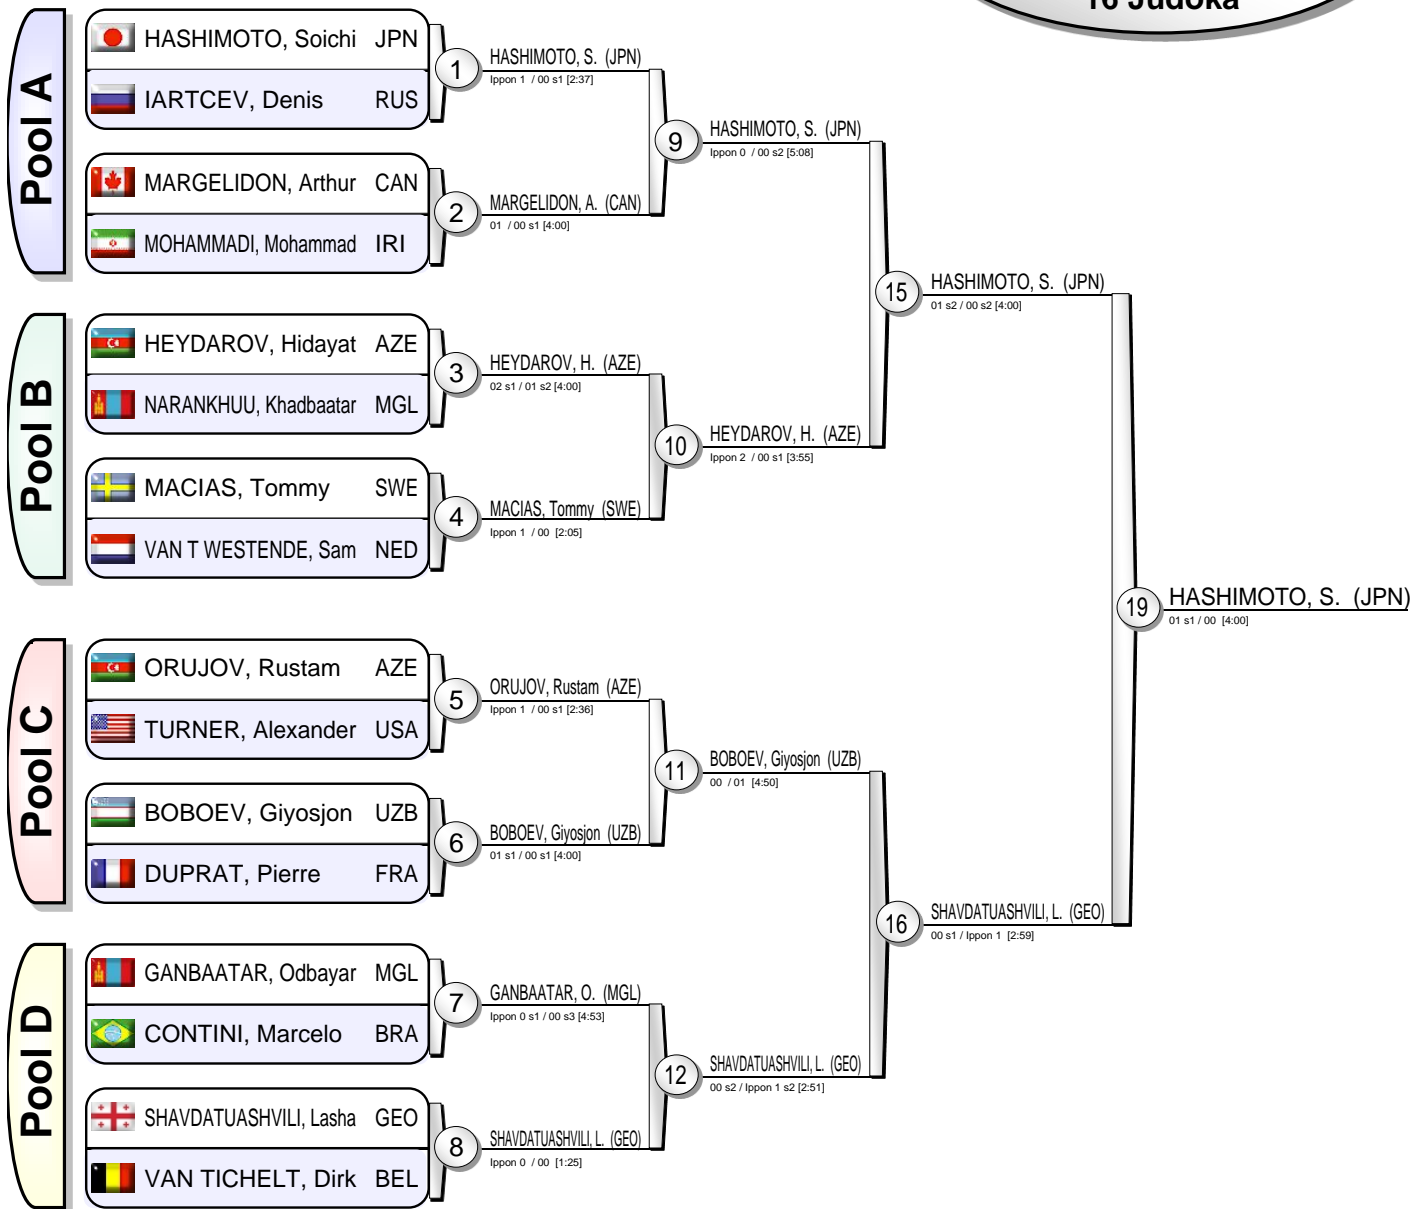 16 Judoka
Pool A
HASHIMOTO, Soichi JPN
IARTCEV, Denis RUS
MARGELIDON, Arthur CAN
MOHAMMADI, Mohammad IRI
Pool B
HEYDAROV, Hidayat AZE
NARANKHUU, Khadbaatar MGL
MACIAS, Tommy SWE
VAN T WESTENDE, Sam NED
Pool C
ORUJOV, Rustam AZE
TURNER, Alexander USA
BOBOEV, Giyosjon UZB
DUPRAT, Pierre FRA
Pool D
GANBAATAR, Odbayar MGL
CONTINI, Marcelo BRA
SHAVDATUASHVILI, Lasha GEO
VAN TICHELT, Dirk BEL
1
HASHIMOTO, S. (JPN)
Ippon 1 / 00 s1 [2:37]
2
MARGELIDON, A. (CAN)
01 / 00 s1 [4:00]
3
HEYDAROV, H. (AZE)
02 s1 / 01 s2 [4:00]
4
MACIAS, Tommy (SWE)
Ippon 1 / 00 [2:05]
5
ORUJOV, Rustam (AZE)
Ippon 1 / 00 s1 [2:36]
6
BOBOEV, Giyosjon (UZB)
01 s1 / 00 s1 [4:00]
7
GANBAATAR, O. (MGL)
Ippon 0 s1 / 00 s3 [4:53]
8
SHAVDATUASHVILI, L. (GEO)
Ippon 0 / 00 [1:25]
9
HASHIMOTO, S. (JPN)
Ippon 0 / 00 s2 [5:08]
10
HEYDAROV, H. (AZE)
Ippon 2 / 00 s1 [3:55]
11
BOBOEV, Giyosjon (UZB)
00 / 01 [4:50]
12
SHAVDATUASHVILI, L. (GEO)
00 s2 / Ippon 1 s2 [2:51]
15
HASHIMOTO, S. (JPN)
01 s2 / 00 s2 [4:00]
16
SHAVDATUASHVILI, L. (GEO)
00 s1 / Ippon 1 [2:59]
19
HASHIMOTO, S. (JPN)
01 s1 / 00 [4:00]